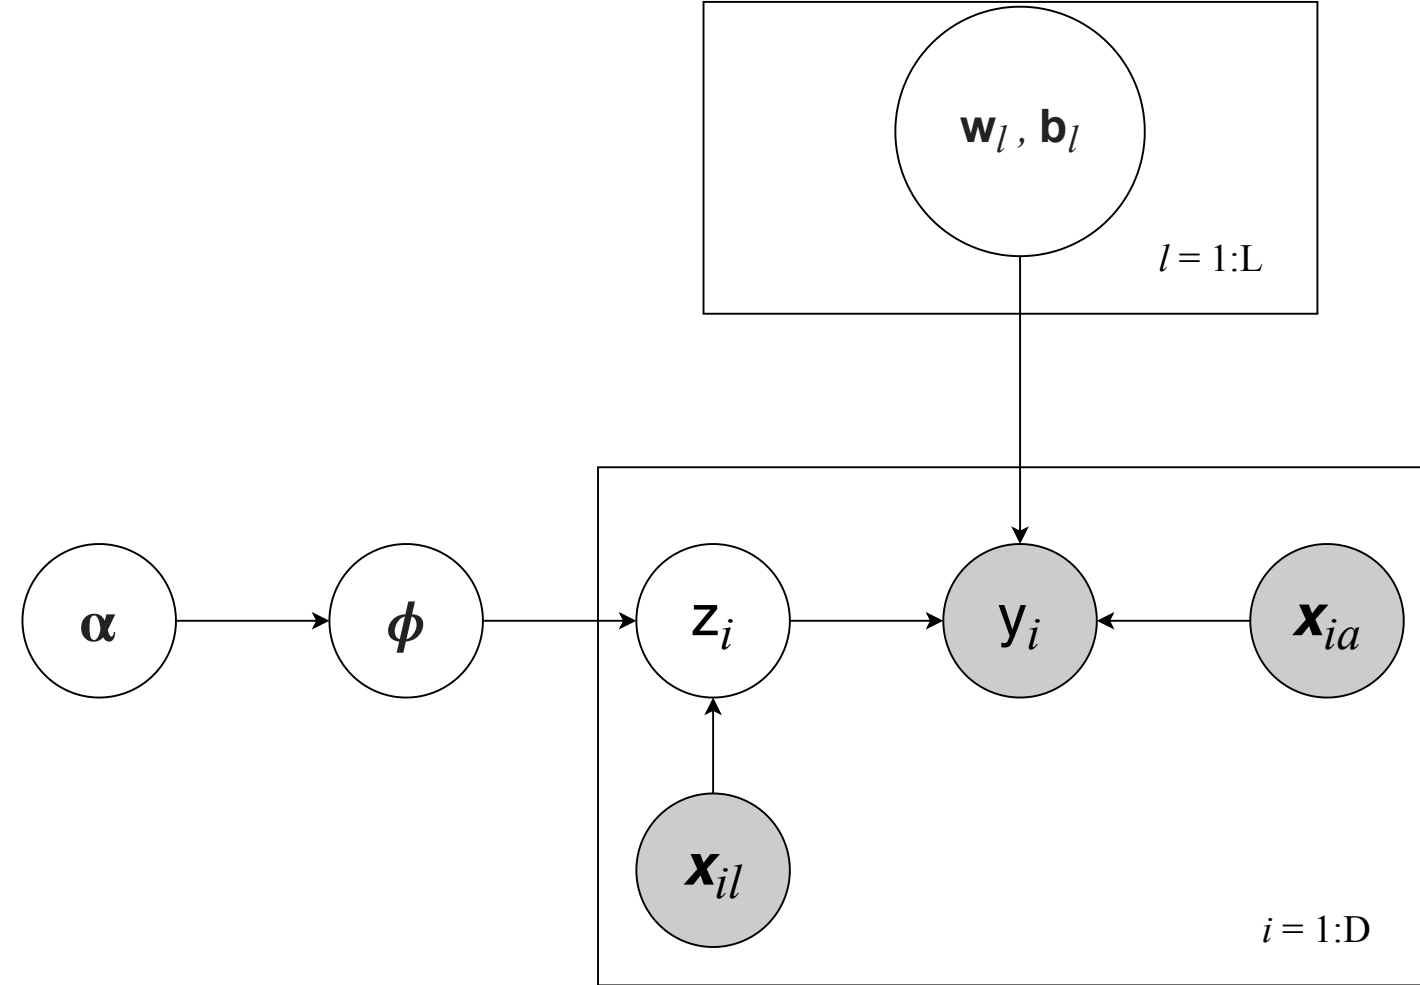 w_l, b_l
l = 1:L
α
ϕ
z_i
y_i
x_ia
x_il
i = 1:D